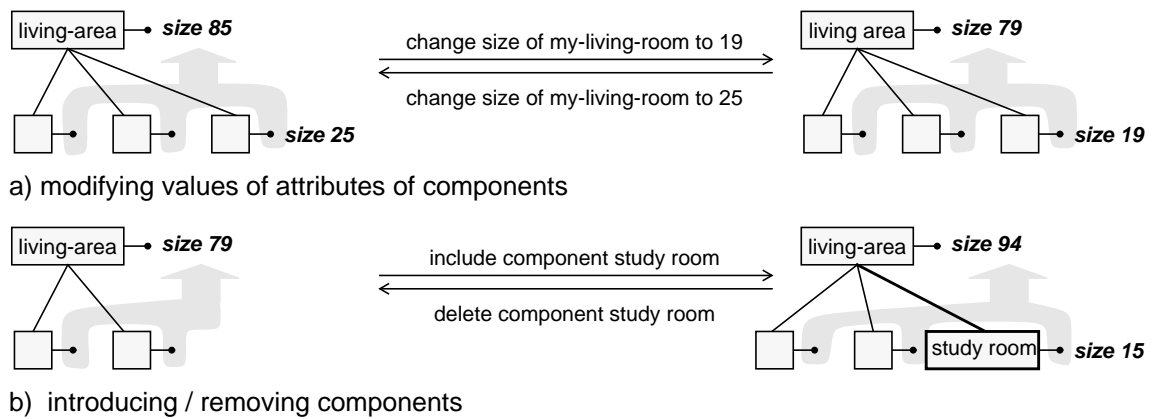 living-area size 85
change size of my-living-room to 19
living area size 79
change size of my-living-room to 25
size 25
size 19
a) modifying values of attributes of components
living-area size 79
include component study room
living-area size 94
delete component study room
study room size 15
b) introducing / removing components